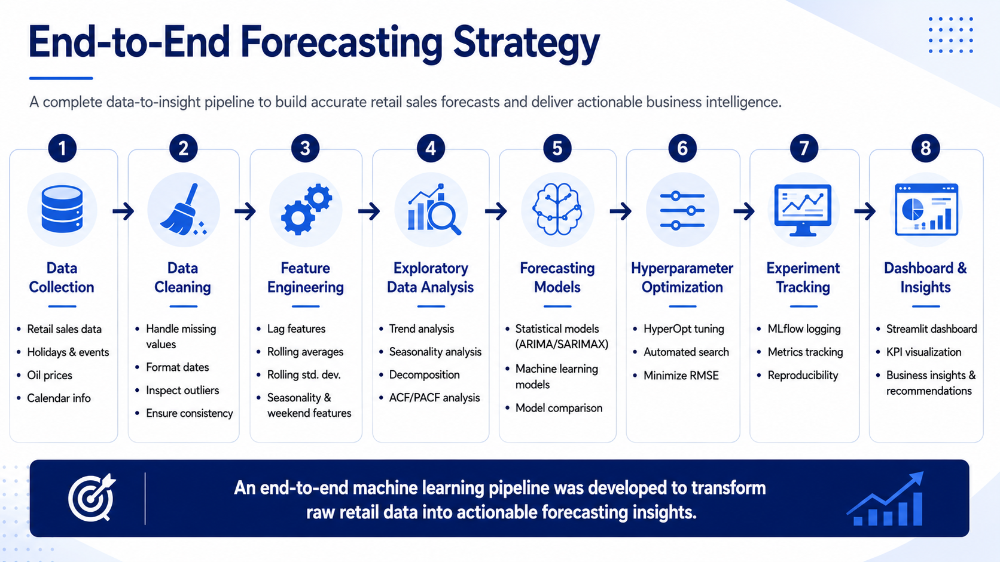 End-to-End Forecasting Strategy
A complete data-to-insight pipeline to build accurate retail sales forecasts and deliver actionable business intelligence.
1
Data
Collection
• Retail sales data
• Holidays & events
• Oil prices
• Calendar info
2
Data
Cleaning
• Handle missing
values
• Format dates
• Inspect outliers
• Ensure consistency
3
Feature
Engineering
• Lag features
• Rolling averages
• Rolling std. dev.
• Seasonality &
weekend features
4
Exploratory
Data Analysis
• Trend analysis
• Seasonality analysis
• Decomposition
• ACF/PACF analysis
5
Forecasting
Models
• Statistical models
(ARIMA/SARIMAX)
• Machine learning
models
• Model comparison
6
Hyperparameter
Optimization
• HyperOpt tuning
• Automated search
• Minimize RMSE
7
Experiment
Tracking
• MLflow logging
• Metrics tracking
• Reproducibility
8
Dashboard &
Insights
• Streamlit dashboard
• KPI visualization
• Business insights &
recommendations
An end-to-end machine learning pipeline was developed to transform
raw retail data into actionable forecasting insights.